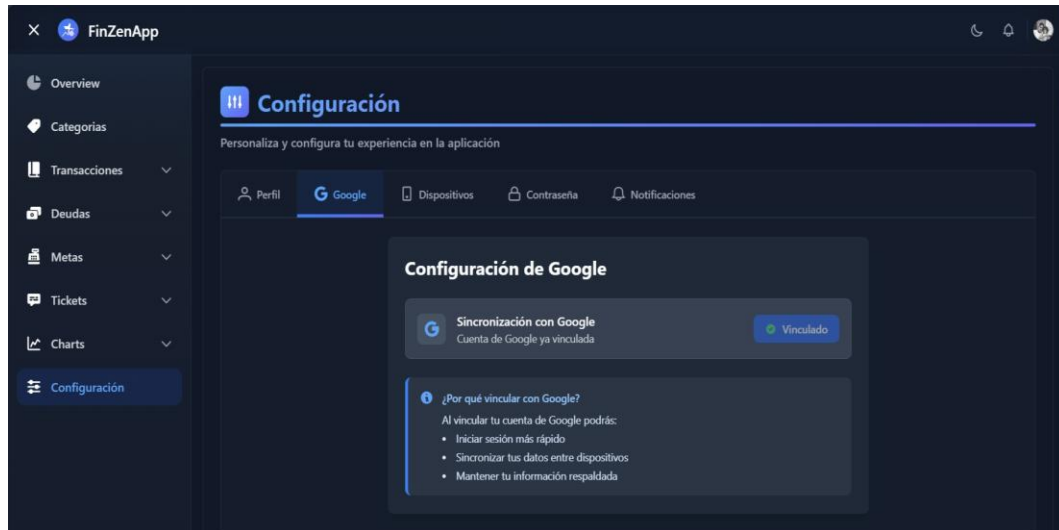 FinZenApp
Overview
Categorias
Transacciones
Deudas
Metas
Tickets
Charts
Configuración
Configuración
Personaliza y configura tu experiencia en la aplicación
Perfil
Google
Dispositivos
Contraseña
Notificaciones
Configuración de Google
Sincronización con Google
Cuenta de Google ya vinculada
Vinculado
¿Por qué vincular con Google?
Al vincular tu cuenta de Google podrás:
• Iniciar sesión más rápido
• Sincronizar tus datos entre dispositivos
• Mantener tu información respaldada